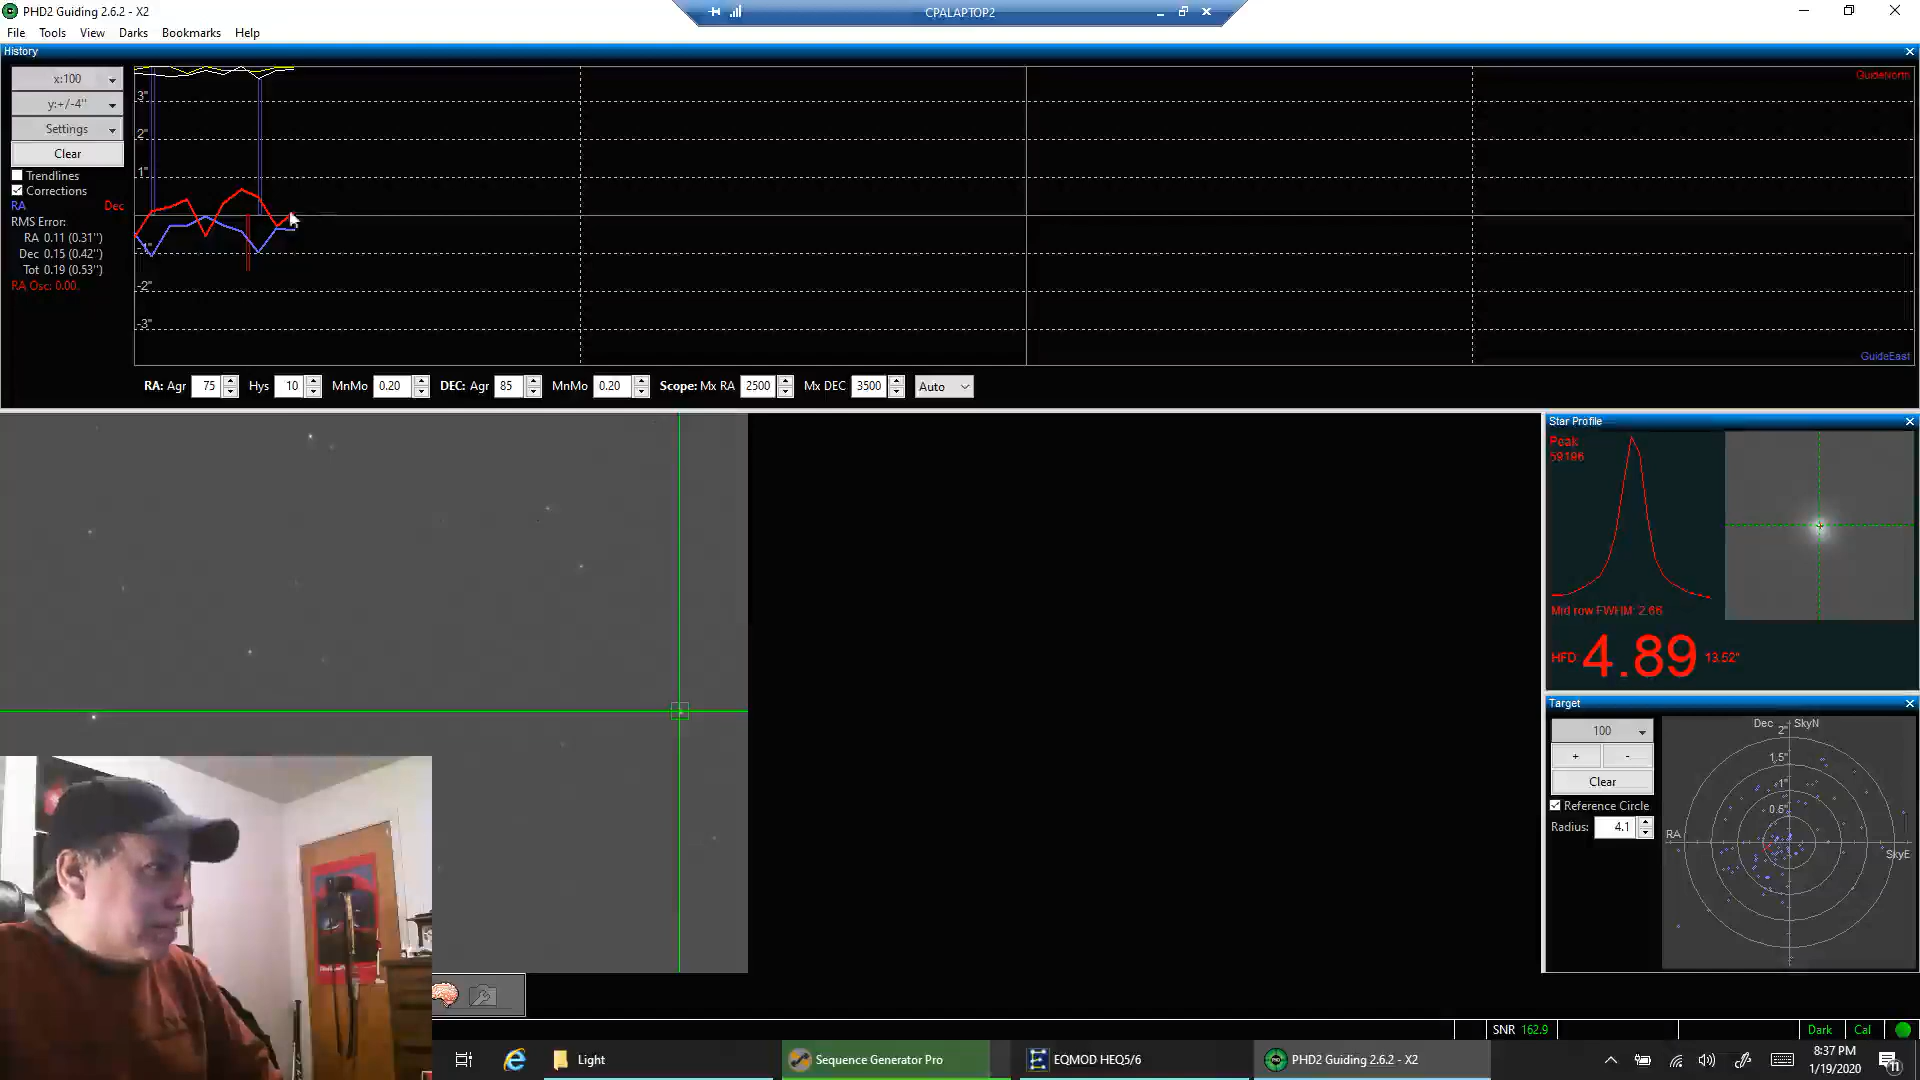 PHD2 Guiding 2.6.2 - X2
CPALAPTOP2
File Tools View Darks Bookmarks Help
History
x:100
y:+/-4"
Settings
Clear
Trendlines
Corrections
RA Dec
RMS Error:
RA 0.11 (0.31")
Dec 0.15 (0.42")
Tot 0.19 (0.53")
RA Osc: 0.00
3"
2"
1"
-1"
-2"
-3"
GuideNorth
GuideEast
RA: Agr 75 Hys 10 MnMo 0.20 DEC: Agr 85 MnMo 0.20 Scope: Mx RA 2500 Mx DEC 3500 Auto
Star Profile
Peak
59196
Mid row FWHM: 2.66
HFD 4.89 13.52"
Target
100
+ -
Clear
Reference Circle
Radius: 4.1
Dec SkyN
2"
1.5"
1"
0.5"
RA
SkyE
SNR 162.9
Dark Cal
Light
Sequence Generator Pro
EQMOD HEQ5/6
PHD2 Guiding 2.6.2 - X2
8:37 PM
1/19/2020
11